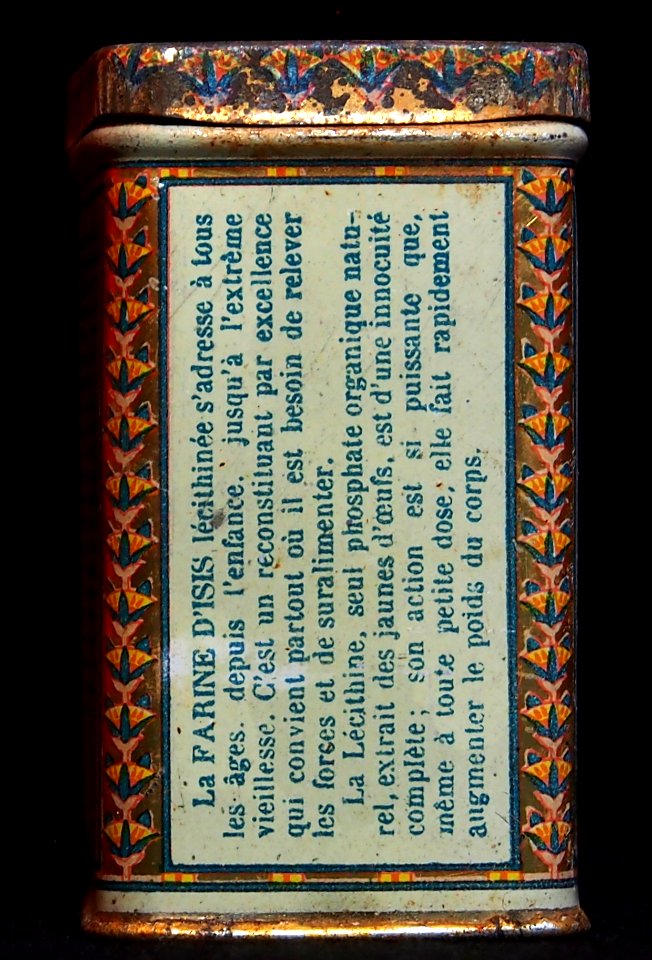 La FARINE D'ISIS lécithinée s'adresse à tous
les âges. depuis l'enfance, jusqu'à l'extrême
vieillesse. C'est un reconstituant par excellence
qui convient partout où il est besoin de relever
les forces et de suralimenter.
La Lécithine, seul phosphate organique natu-
rel, extrait des jaunes d'œufs, est d'une innocuité
complète; son action est si puissante que,
même à toute petite dose, elle fait rapidement
augmenter le poids du corps.